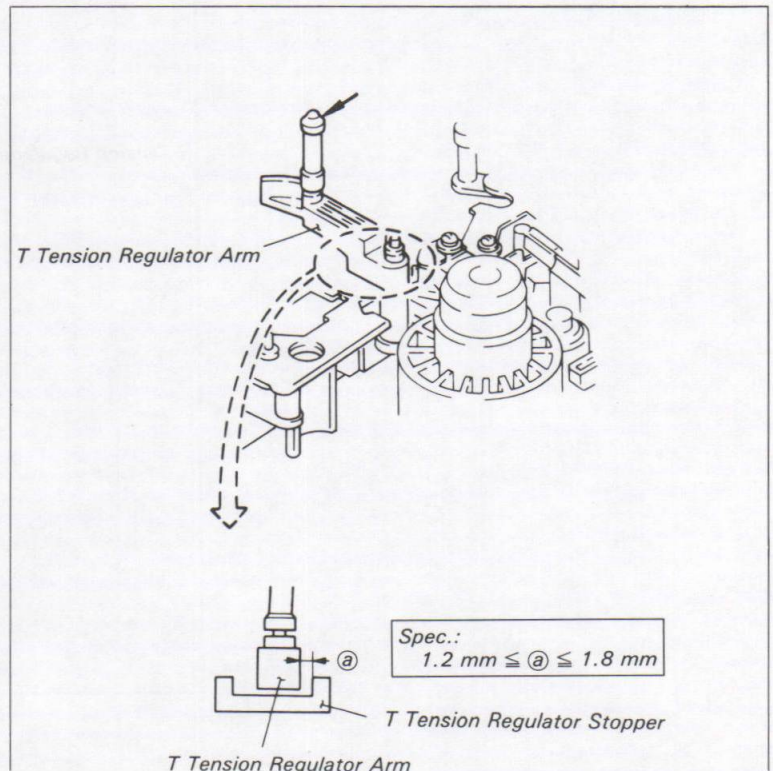 T Tension Regulator Arm
ⓐ
Spec.:
1.2 mm ≦ ⓐ ≦ 1.8 mm
T Tension Regulator Stopper
T Tension Regulator Arm